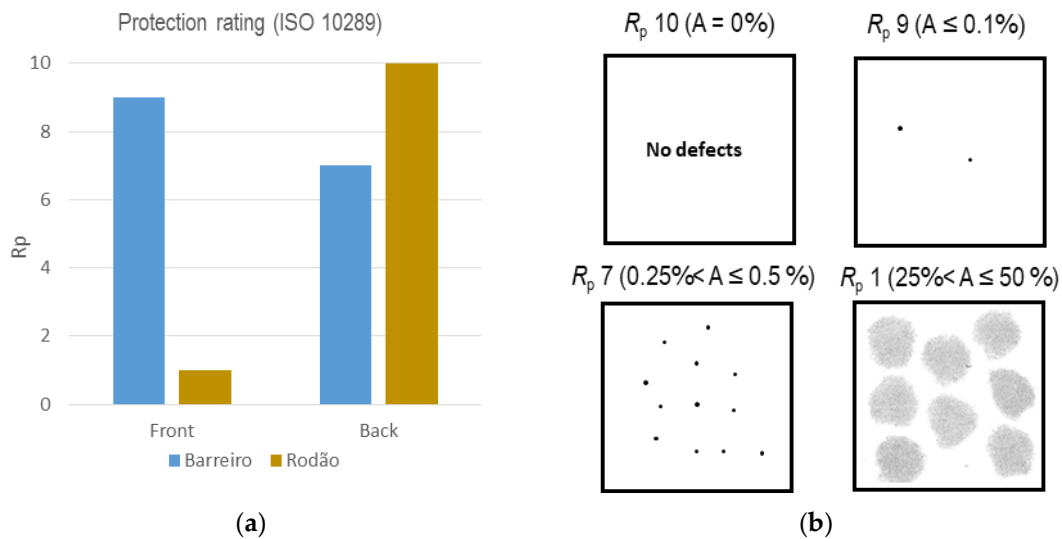 Protection rating (ISO 10289)
10
8
6
4
2
0
Rp
Front Back
Barreiro Rodão
(a)
Rp 10 (A = 0%)
Rp 9 (A ≤ 0.1%)
No defects
Rp 7 (0.25%< A ≤ 0.5 %)
Rp 1 (25%< A ≤ 50 %)
(b)